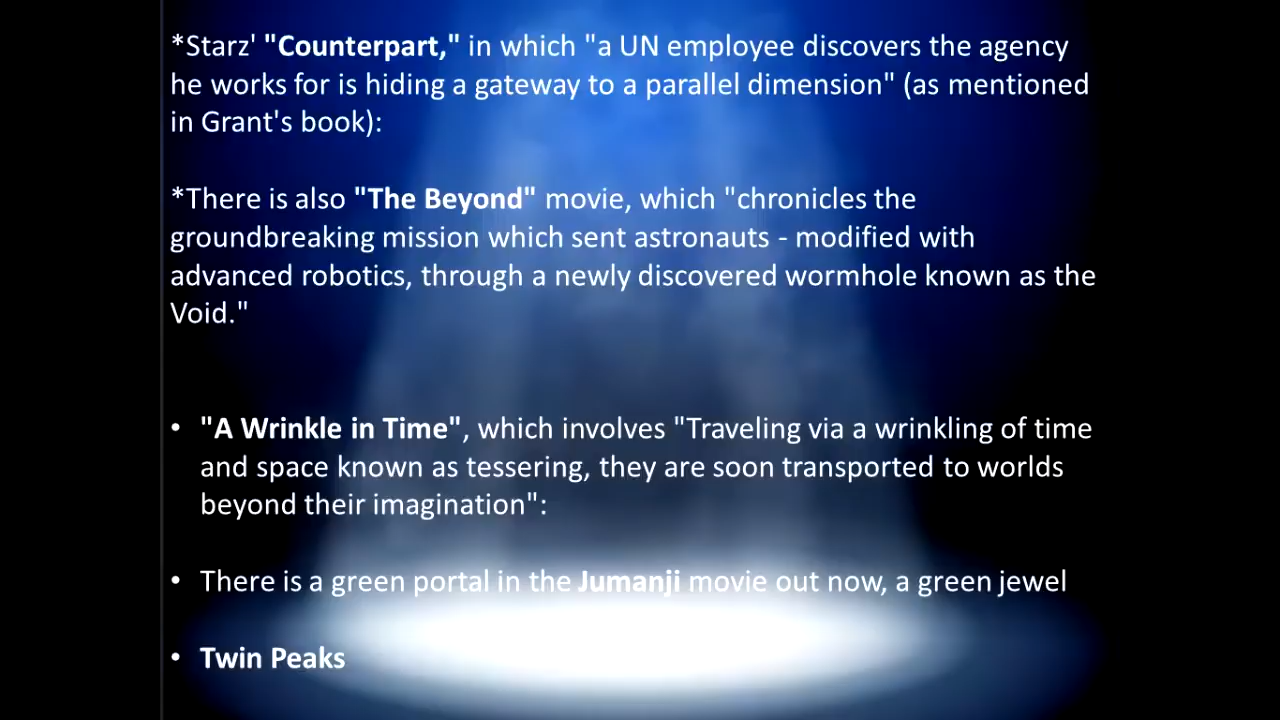 *Starz' "Counterpart," in which "a UN employee discovers the agency
he works for is hiding a gateway to a parallel dimension" (as mentioned
in Grant's book):
*There is also "The Beyond" movie, which "chronicles the
groundbreaking mission which sent astronauts - modified with
advanced robotics, through a newly discovered wormhole known as the
Void."
• "A Wrinkle in Time", which involves "Traveling via a wrinkling of time
and space known as tessering, they are soon transported to worlds
beyond their imagination":
• There is a green portal in the Jumanji movie out now, a green jewel
• Twin Peaks